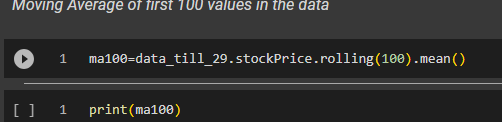 Moving Average of first 100 values in the data
1 ma100=data_till_29.stockPrice.rolling(100).mean()
[ ] 1 print(ma100)